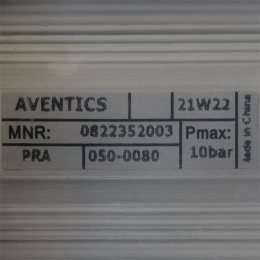 AVENTICS 21W22
MNR: 0822352003 Pmax:
PRA 050-0080 10bar
Made in China